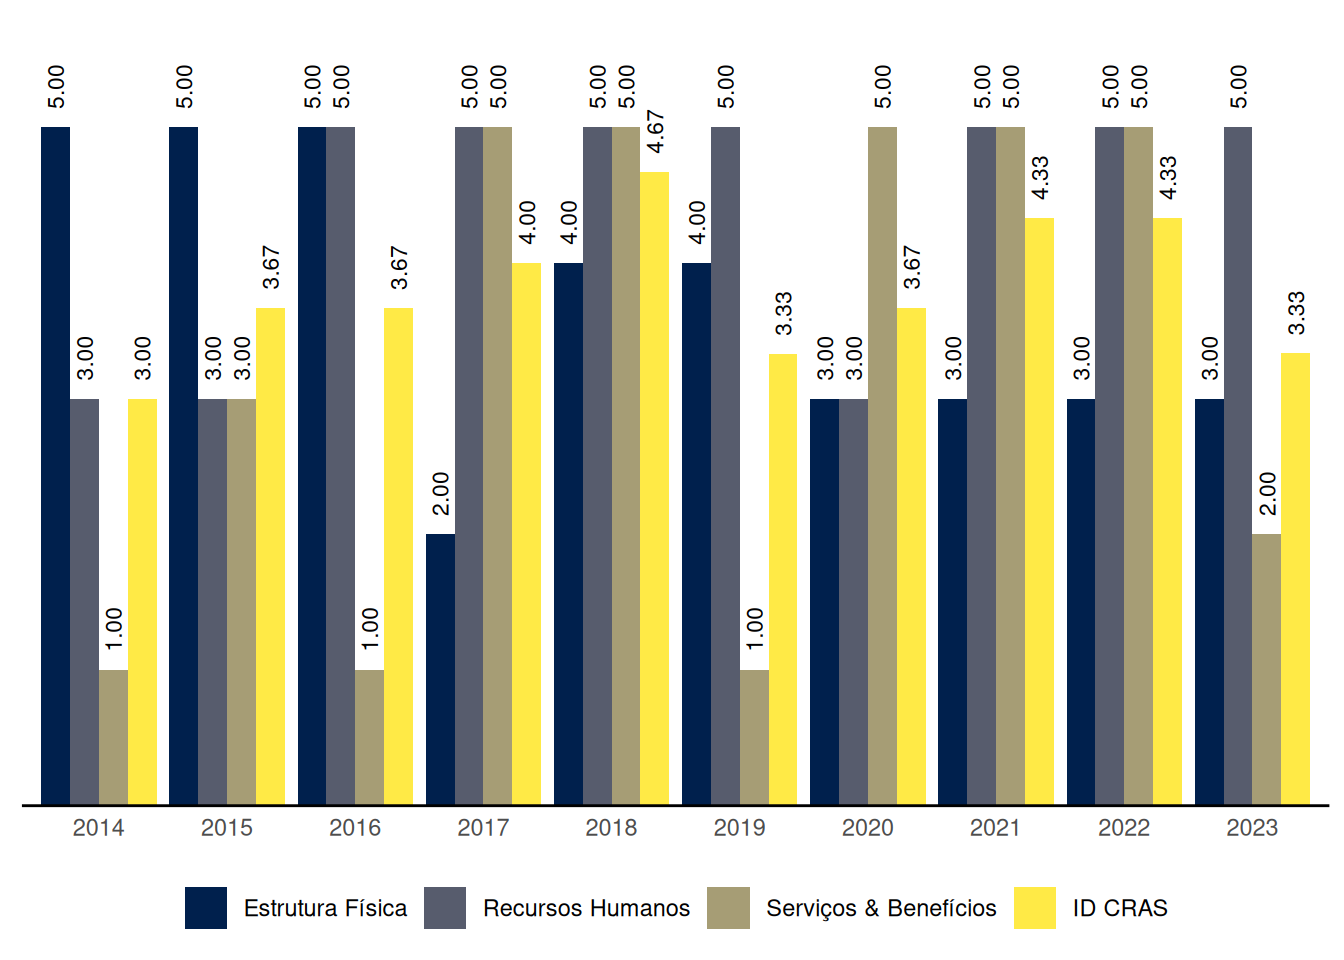 5.00 3.00 1.00 3.00
5.00 3.00 3.00 3.67
5.00 5.00 1.00 3.67
2.00 5.00 5.00 4.00
4.00 5.00 5.00 4.67
4.00 5.00 1.00 3.33
3.00 3.00 5.00 3.67
3.00 5.00 5.00 4.33
3.00 5.00 5.00 4.33
3.00 5.00 2.00 3.33
2014 2015 2016 2017 2018 2019 2020 2021 2022 2023
Estrutura Física Recursos Humanos Serviços & Benefícios ID CRAS